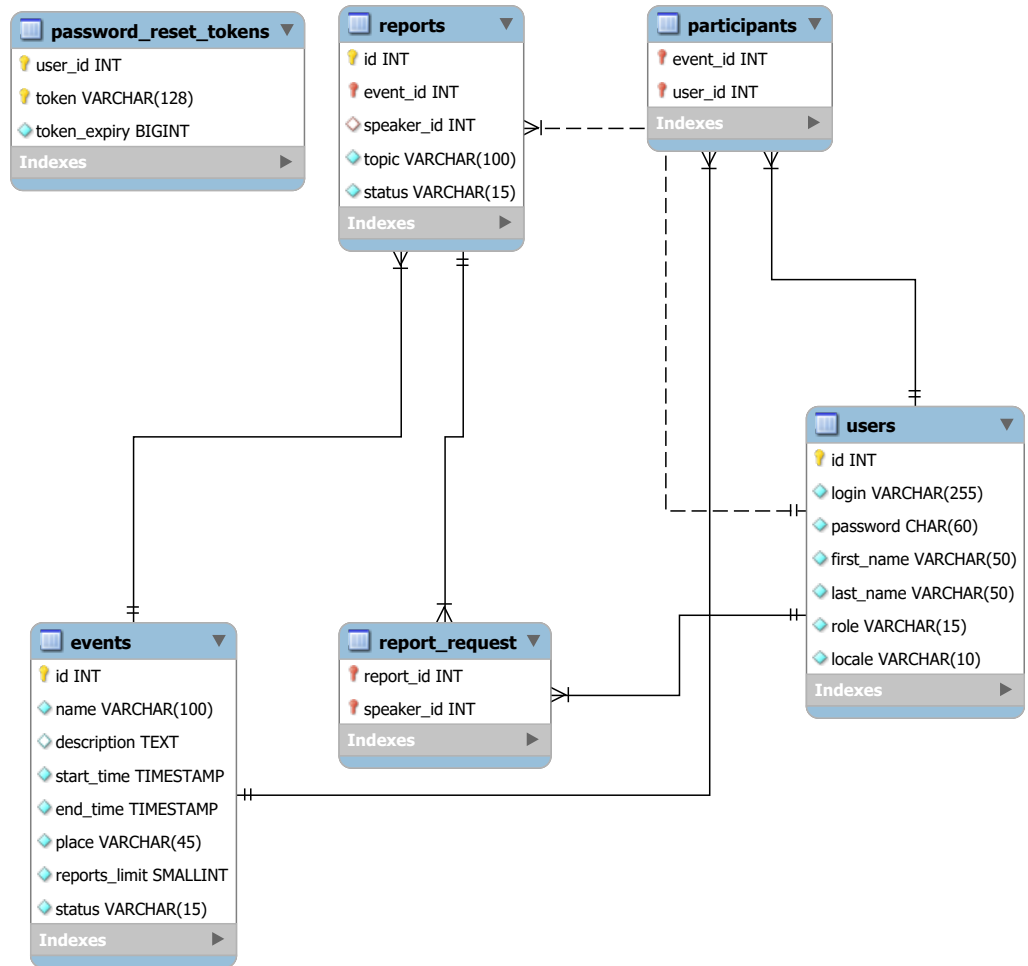 password_reset_tokens
user_id INT
token VARCHAR(128)
token_expiry BIGINT
Indexes
reports
id INT
event_id INT
speaker_id INT
topic VARCHAR(100)
status VARCHAR(15)
Indexes
participants
event_id INT
user_id INT
Indexes
users
id INT
login VARCHAR(255)
password CHAR(60)
first_name VARCHAR(50)
last_name VARCHAR(50)
role VARCHAR(15)
locale VARCHAR(10)
Indexes
events
id INT
name VARCHAR(100)
description TEXT
start_time TIMESTAMP
end_time TIMESTAMP
place VARCHAR(45)
reports_limit SMALLINT
status VARCHAR(15)
Indexes
report_request
report_id INT
speaker_id INT
Indexes